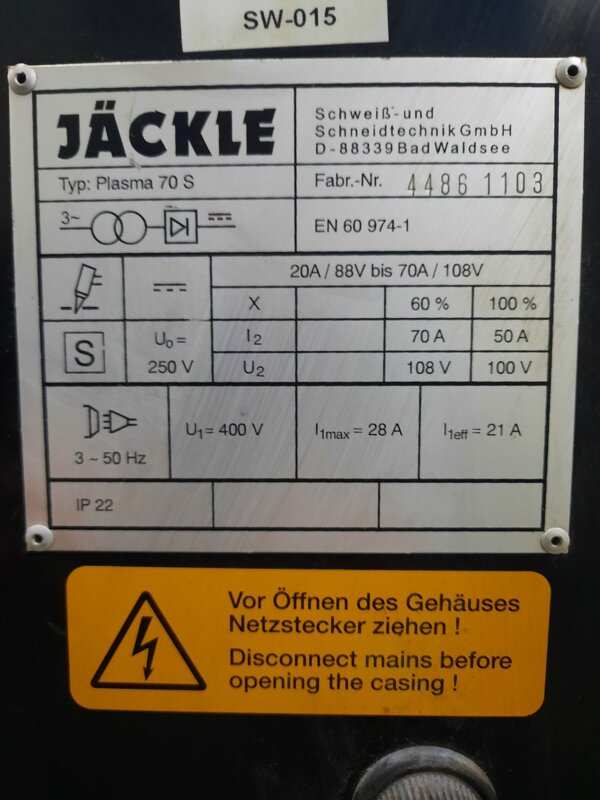 SW-015
JÄCKLE
Schweiß-und
Schneidtechnik GmbH
D-88339 Bad Waldsee
Typ: Plasma 70 S
Fabr.-Nr. 4486 1103
3~
EN 60 974-1
20A / 88V bis 70A / 108V
X 60 % 100 %
S
U₀ = 250 V
I₂ 70 A 50 A
U₂ 108 V 100 V
3 ~ 50 Hz
U₁= 400 V
I₁max = 28 A
I₁eff = 21 A
IP 22
Vor Öffnen des Gehäuses
Netzstecker ziehen !
Disconnect mains before
opening the casing !